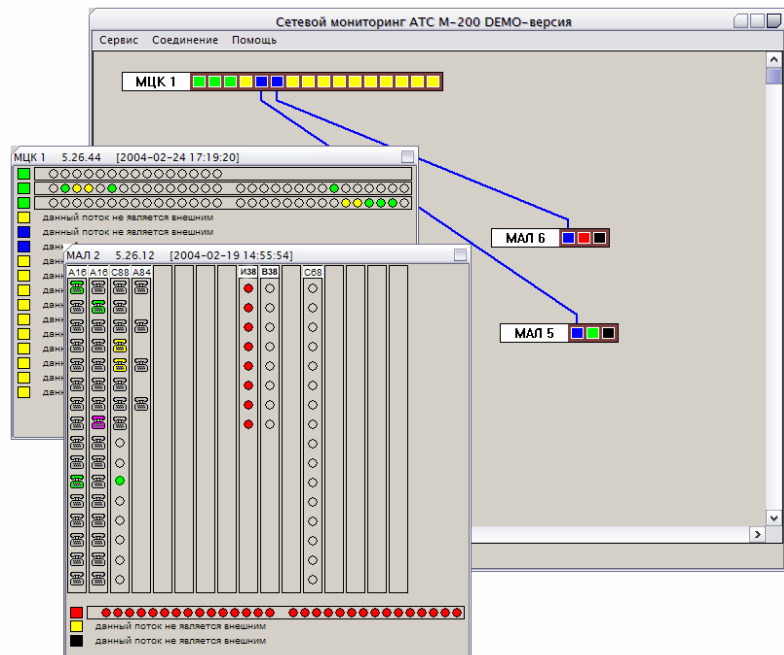 Сетевой мониторинг АТС М-200 DEMO-версия
Сервис Соединение Помощь
МЦК 1
МАЛ 6
МАЛ 5
МЦК 1 5.26.44 [2004-02-24 17:19:20]
данный поток не является внешним
данный поток не является внешним
МАЛ 2 5.26.12 [2004-02-19 14:55:54]
А16 А16 С88 А84 И38 В38 С68
данный поток не является внешним
данный поток не является внешним